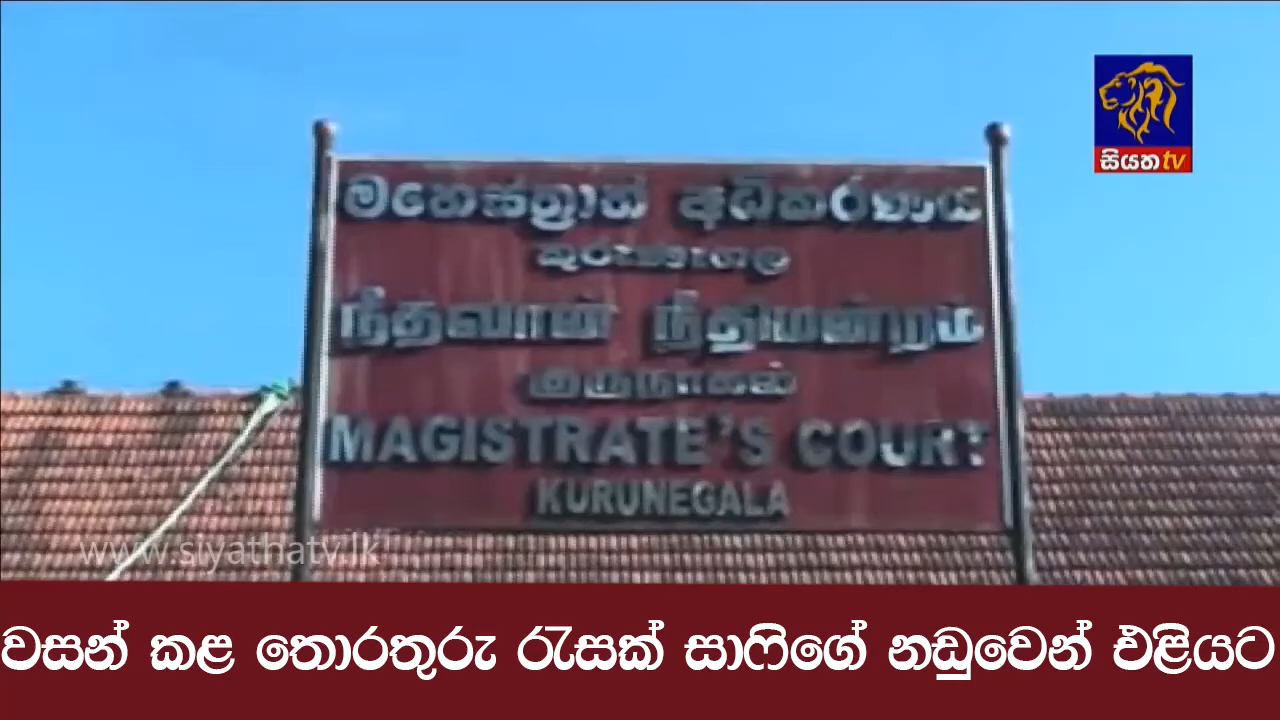 සියත tv
මහේස්ත්‍රාත් අධිකරණය
කුරුණෑගල
நீதவான் நீதிமன்றம்
குருநாகல்
MAGISTRATE'S COURT
KURUNEGALA
www.siyathatv.lk
වසන් කළ තොරතුරු රැසක් සාෆිගේ නඩුවෙන් එළියට